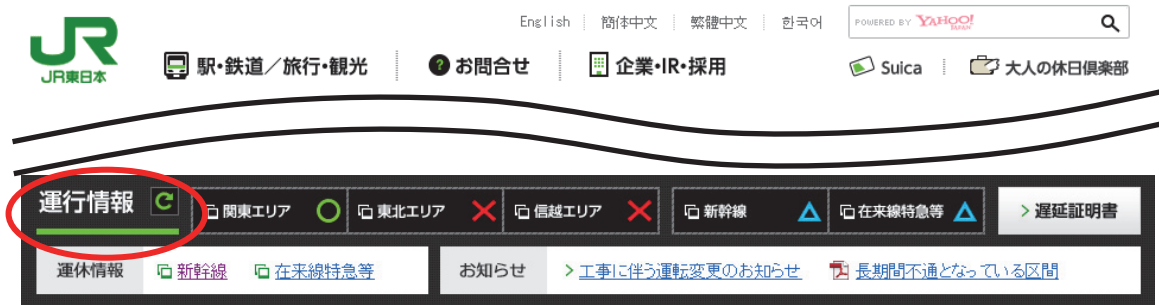 English 簡体中文 繁體中文 한국어 POWERED BY YAHOO! JAPAN
JR
JR東日本
駅・鉄道／旅行・観光 ? お問合せ 企業・IR・採用 Suica 大人の休日倶楽部
運行情報 関東エリア ○ 東北エリア × 信越エリア × 新幹線 △ 在来線特急等 △ > 遅延証明書
運休情報 新幹線 在来線特急等 お知らせ > 工事に伴う運転変更のお知らせ 長期間不通となっている区間